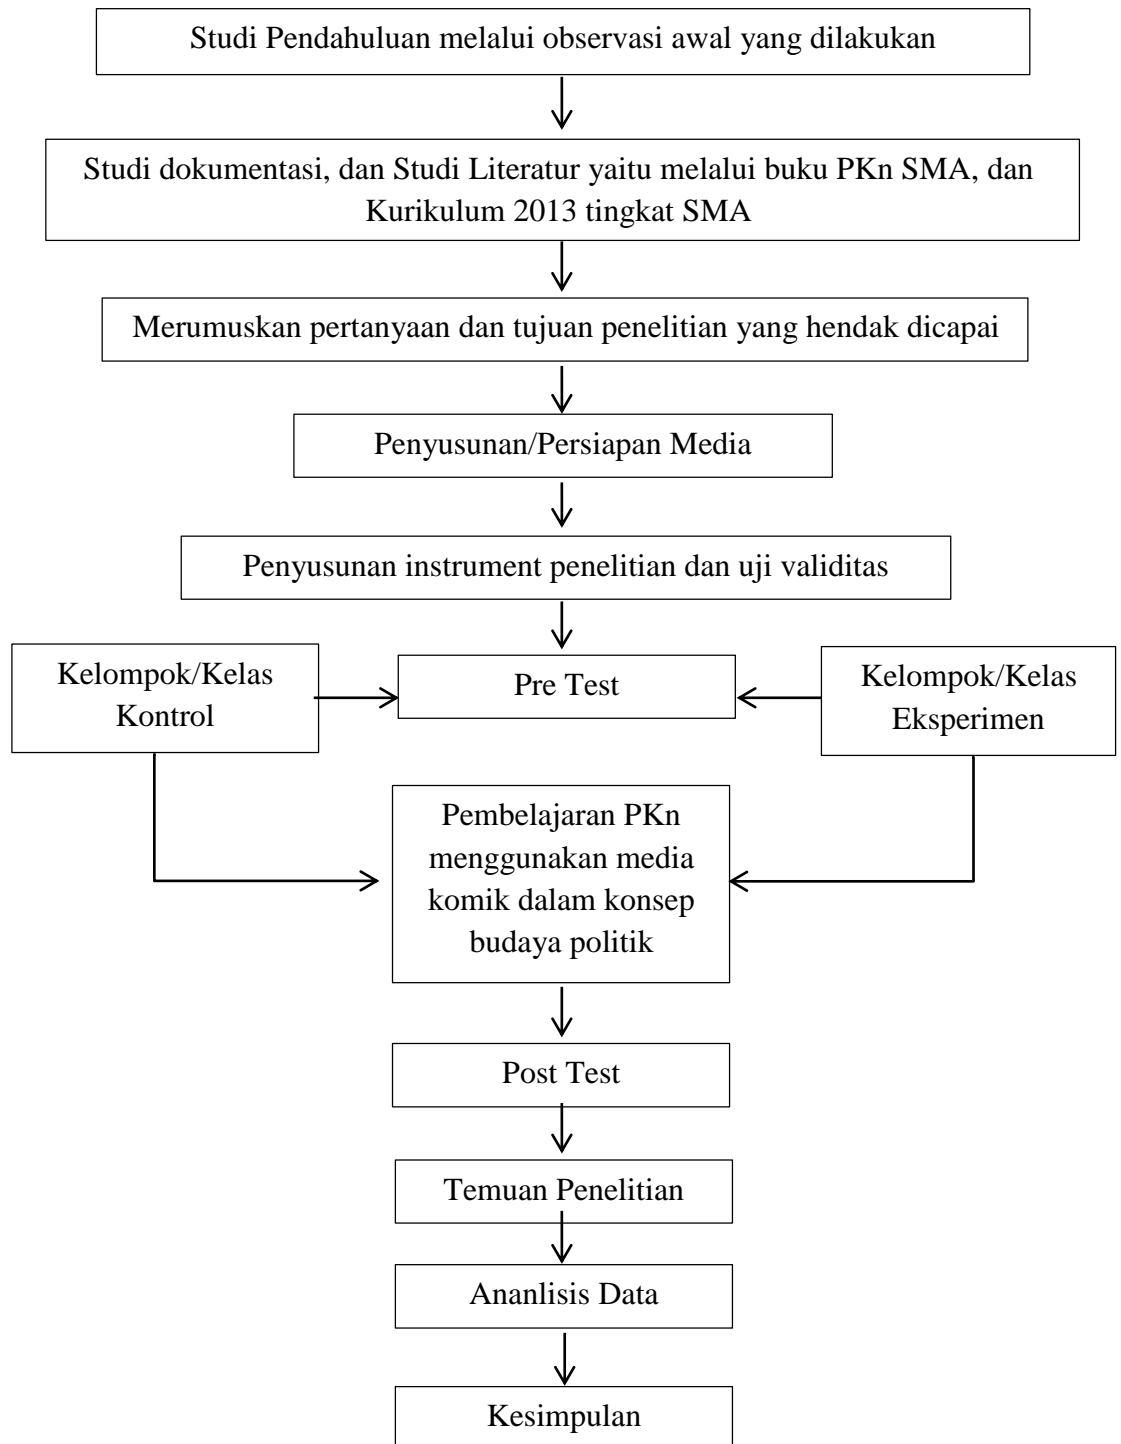 Studi Pendahuluan melalui observasi awal yang dilakukan
Studi dokumentasi, dan Studi Literatur yaitu melalui buku PKn SMA, dan
Kurikulum 2013 tingkat SMA
Merumuskan pertanyaan dan tujuan penelitian yang hendak dicapai
Penyusunan/Persiapan Media
Penyusunan instrument penelitian dan uji validitas
Kelompok/Kelas
Kontrol
Pre Test
Kelompok/Kelas
Eksperimen
Pembelajaran PKn
menggunakan media
komik dalam konsep
budaya politik
Post Test
Temuan Penelitian
Ananlisis Data
Kesimpulan